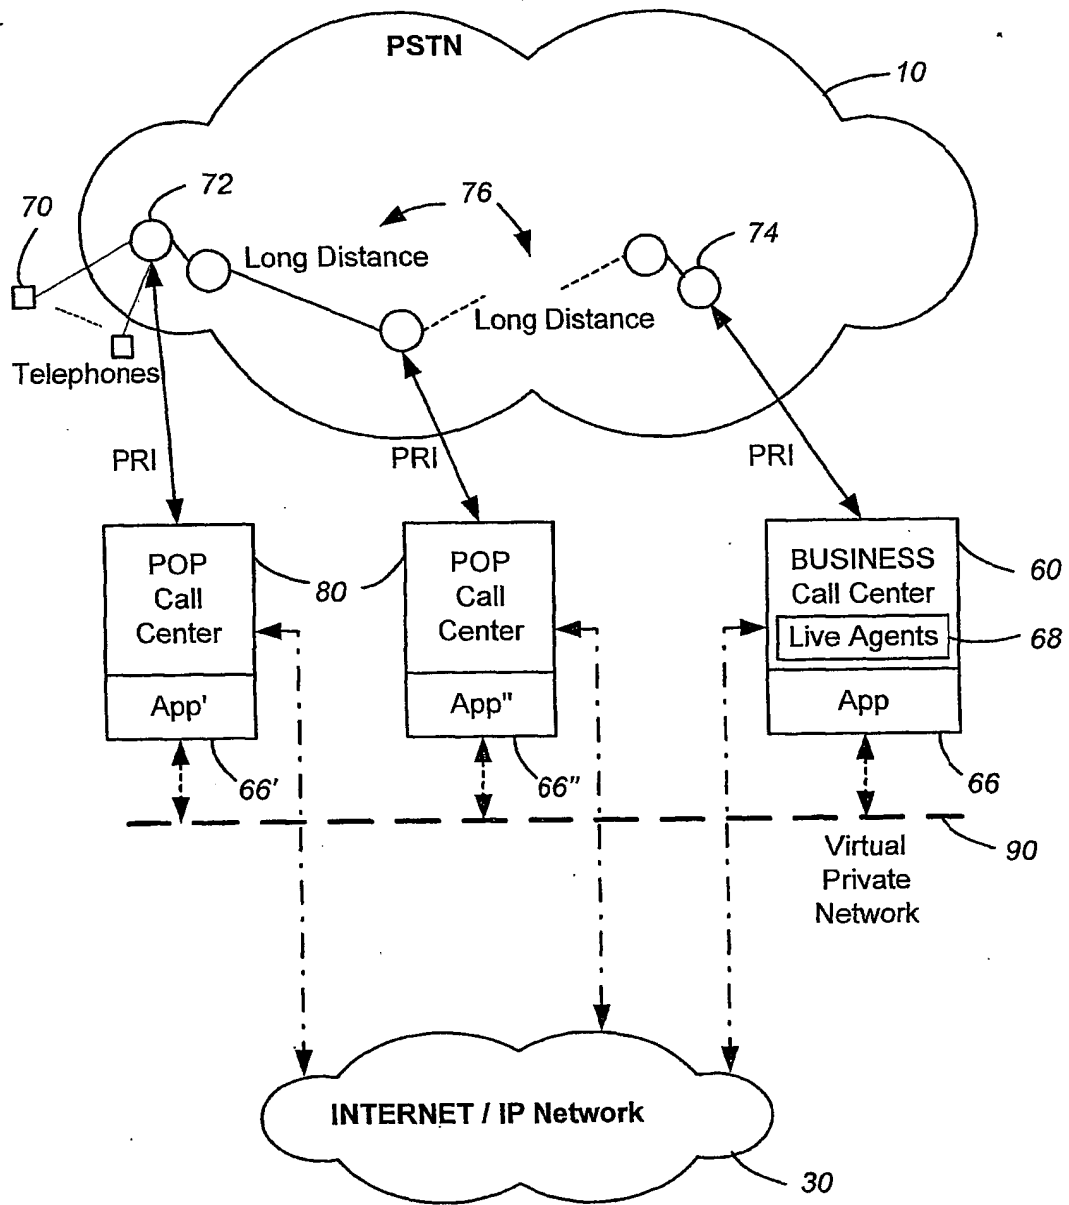 PSTN
10
72
76
70
74
Long Distance
Long Distance
Telephones
PRI
PRI
PRI
POP
Call
Center
App'
80
POP
Call
Center
App"
BUSINESS
Call Center
Live Agents
App
60
68
66'
66"
66
90
Virtual
Private
Network
INTERNET / IP Network
30